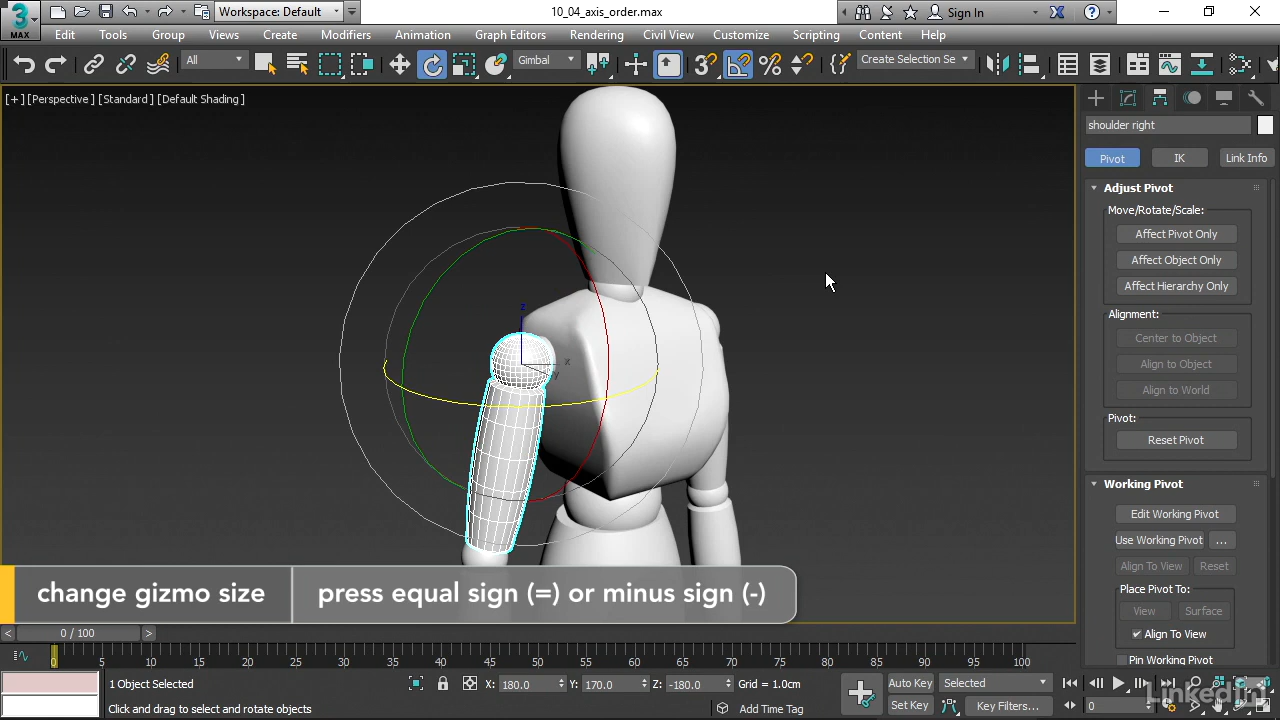 3
MAX
Workspace: Default
10_04_axis_order.max
Sign In
Edit Tools Group Views Create Modifiers Animation Graph Editors Rendering Civil View Customize Scripting Content Help
All
Gimbal
3
Create Selection Se
[+] [Perspective ] [Standard ] [Default Shading ]
shoulder right
Pivot IK Link Info
Adjust Pivot
Move/Rotate/Scale:
Affect Pivot Only
Affect Object Only
Affect Hierarchy Only
Alignment:
Center to Object
Align to Object
Align to World
Pivot:
Reset Pivot
Working Pivot
Edit Working Pivot
Use Working Pivot ...
Align To View Reset
Place Pivot To:
View Surface
Align To View
Pin Working Pivot
z
x
y
change gizmo size press equal sign (=) or minus sign (-)
< 0 / 100 >
0 5 10 15 20 25 30 35 40 45 50 55 60 65 70 75 80 85 90 95 100
1 Object Selected
X: 180.0 Y: 170.0 Z: -180.0 Grid = 1.0cm
Auto Key Selected
Click and drag to select and rotate objects
Add Time Tag
Set Key Key Filters...
0
LinkedIn